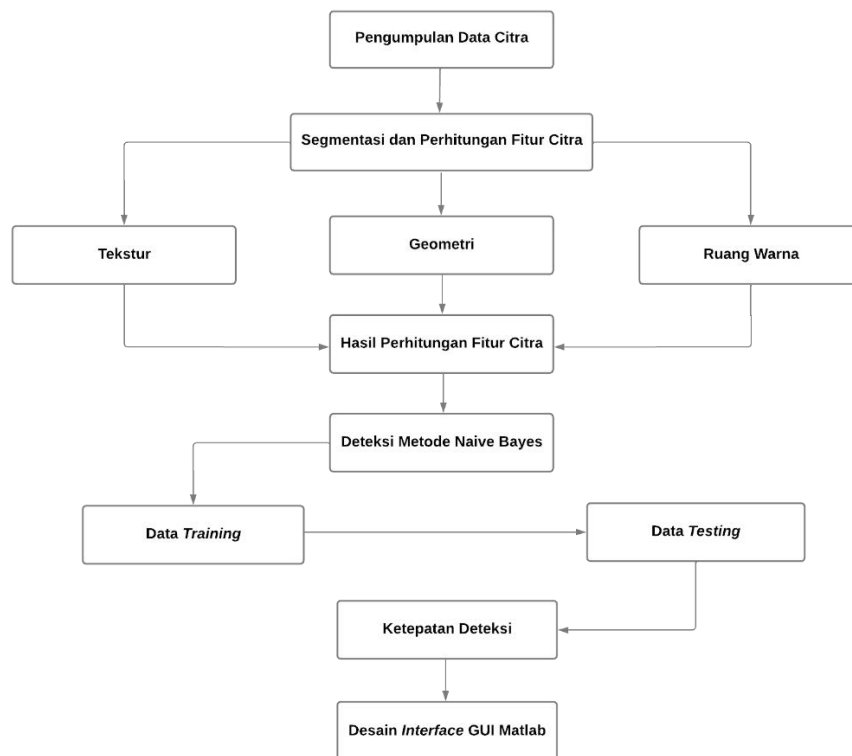 Pengumpulan Data Citra
Segmentasi dan Perhitungan Fitur Citra
Tekstur
Geometri
Ruang Warna
Hasil Perhitungan Fitur Citra
Deteksi Metode Naive Bayes
Data Training
Data Testing
Ketepatan Deteksi
Desain Interface GUI Matlab